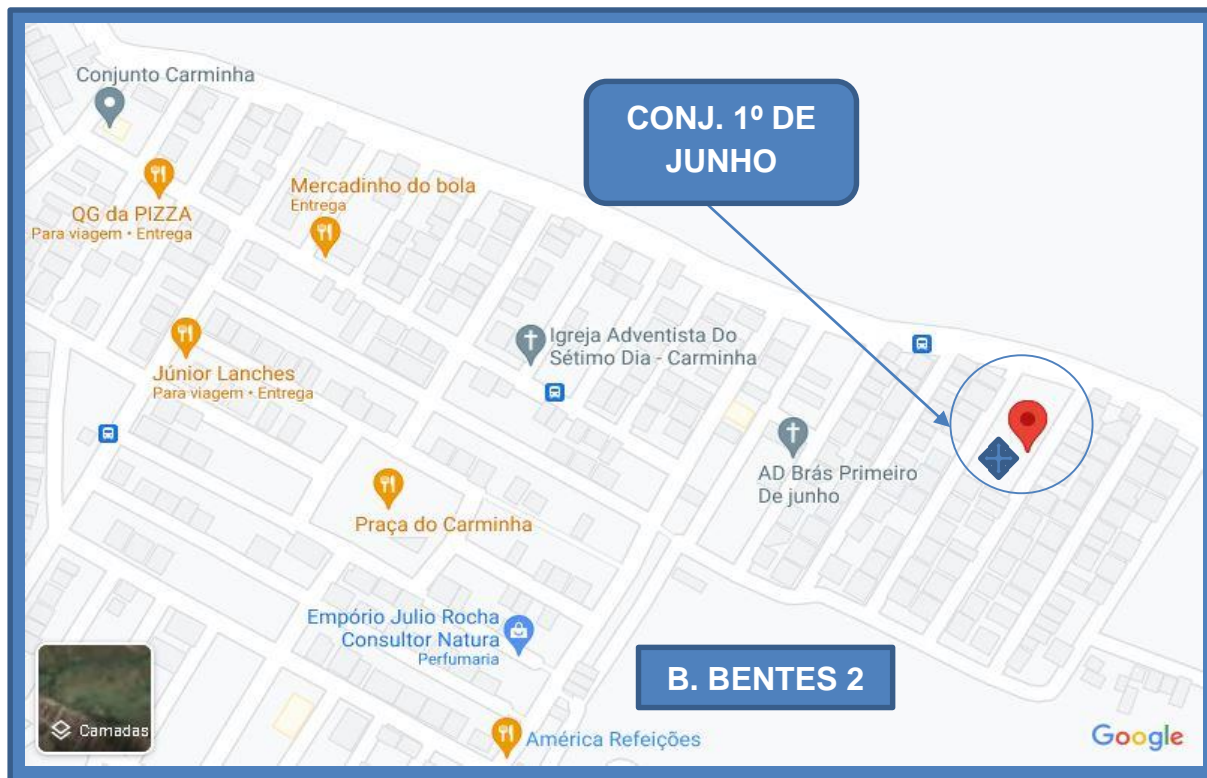 Conjunto Carminha
CONJ. 1º DE
JUNHO
Mercadinho do bola
Entrega
QG da PIZZA
Para viagem • Entrega
Igreja Adventista Do
Sétimo Dia - Carminha
Júnior Lanches
Para viagem • Entrega
AD Brás Primeiro
De junho
Praça do Carminha
Empório Julio Rocha
Consultor Natura
Perfumaria
B. BENTES 2
Camadas
América Refeições
Google